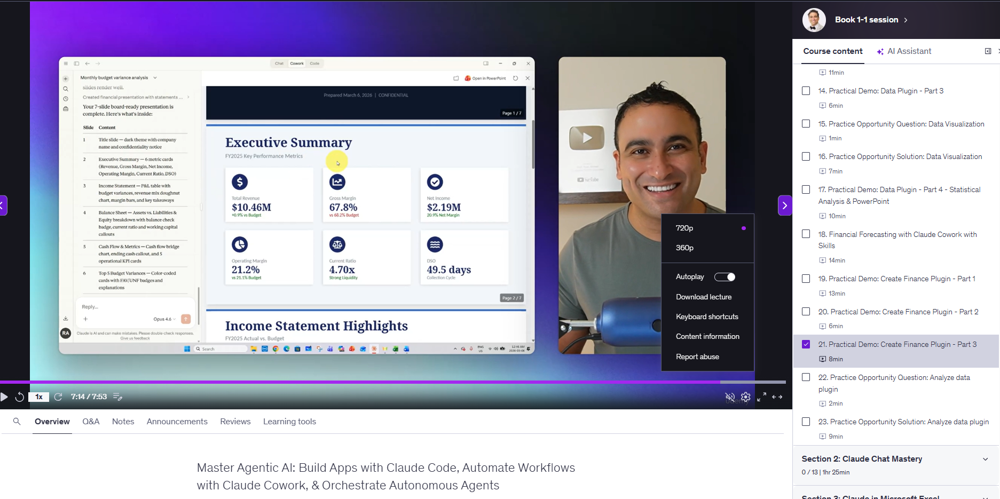 Book 1-1 session
Course content
AI Assistant
11min
14. Practical Demo: Data Plugin - Part 3
6min
15. Practice Opportunity Question: Data Visualization
1min
16. Practice Opportunity Solution: Data Visualization
7min
17. Practical Demo: Data Plugin - Part 4 - Statistical
Analysis & PowerPoint
10min
18. Financial Forecasting with Claude Cowork with
Skills
14min
19. Practical Demo: Create Finance Plugin - Part 1
13min
20. Practical Demo: Create Finance Plugin - Part 2
6min
21. Practical Demo: Create Finance Plugin - Part 3
8min
22. Practice Opportunity Question: Analyze data
plugin
2min
23. Practice Opportunity Solution: Analyze data plugin
9min
Section 2: Claude Chat Mastery
0 / 13 | 1hr 25min
Section 3: Claude in Microsoft Excel
Chat Cowork Code
Monthly budget variance analysis
slides render well.
Created financial presentation with statements ...
Your 7-slide board-ready presentation is
complete. Here's what's inside:
Slide Content
1 Title slide — dark theme with company
name and confidentiality notice
2 Executive Summary — 6 metric cards
(Revenue, Gross Margin, Net Income,
Operating Margin, Current Ratio, DSO)
3 Income Statement — P&L table with
budget variances, revenue mix doughnut
chart, margin bars, and key takeaways
4 Balance Sheet — Assets vs. Liabilities &
Equity breakdown with balance check
badge, current ratio and working capital
callouts
5 Cash Flow & Metrics — Cash flow bridge
chart, ending cash callout, and 5
operational KPI cards
6 Top 5 Budget Variances — Color-coded
cards with FAV/UNF badges and
explanations
Reply...
Opus 4.6
RA
Claude is AI and can make mistakes. Please double-check responses.
Give us feedback
Open in PowerPoint
Prepared March 6, 2026 | CONFIDENTIAL
Page 1 / 7
Executive Summary
FY2025 Key Performance Metrics
Total Revenue
$10.46M
+0.9% vs Budget
Gross Margin
67.8%
vs 68.2% Budget
Net Income
$2.19M
20.9% Net Margin
Operating Margin
21.2%
vs 21.1% Budget
Current Ratio
4.70x
Strong Liquidity
DSO
49.5 days
Collection Cycle
Page 2 / 7
Income Statement Highlights
FY2025 Actual vs. Budget
Search
ENG
US
12:46 AM
2026-03-06
YouTube
720p
360p
Autoplay
Download lecture
Keyboard shortcuts
Content information
Report abuse
1x
7:14 / 7:53
udemy
Overview
Q&A
Notes
Announcements
Reviews
Learning tools
Master Agentic AI: Build Apps with Claude Code, Automate Workflows
with Claude Cowork, & Orchestrate Autonomous Agents